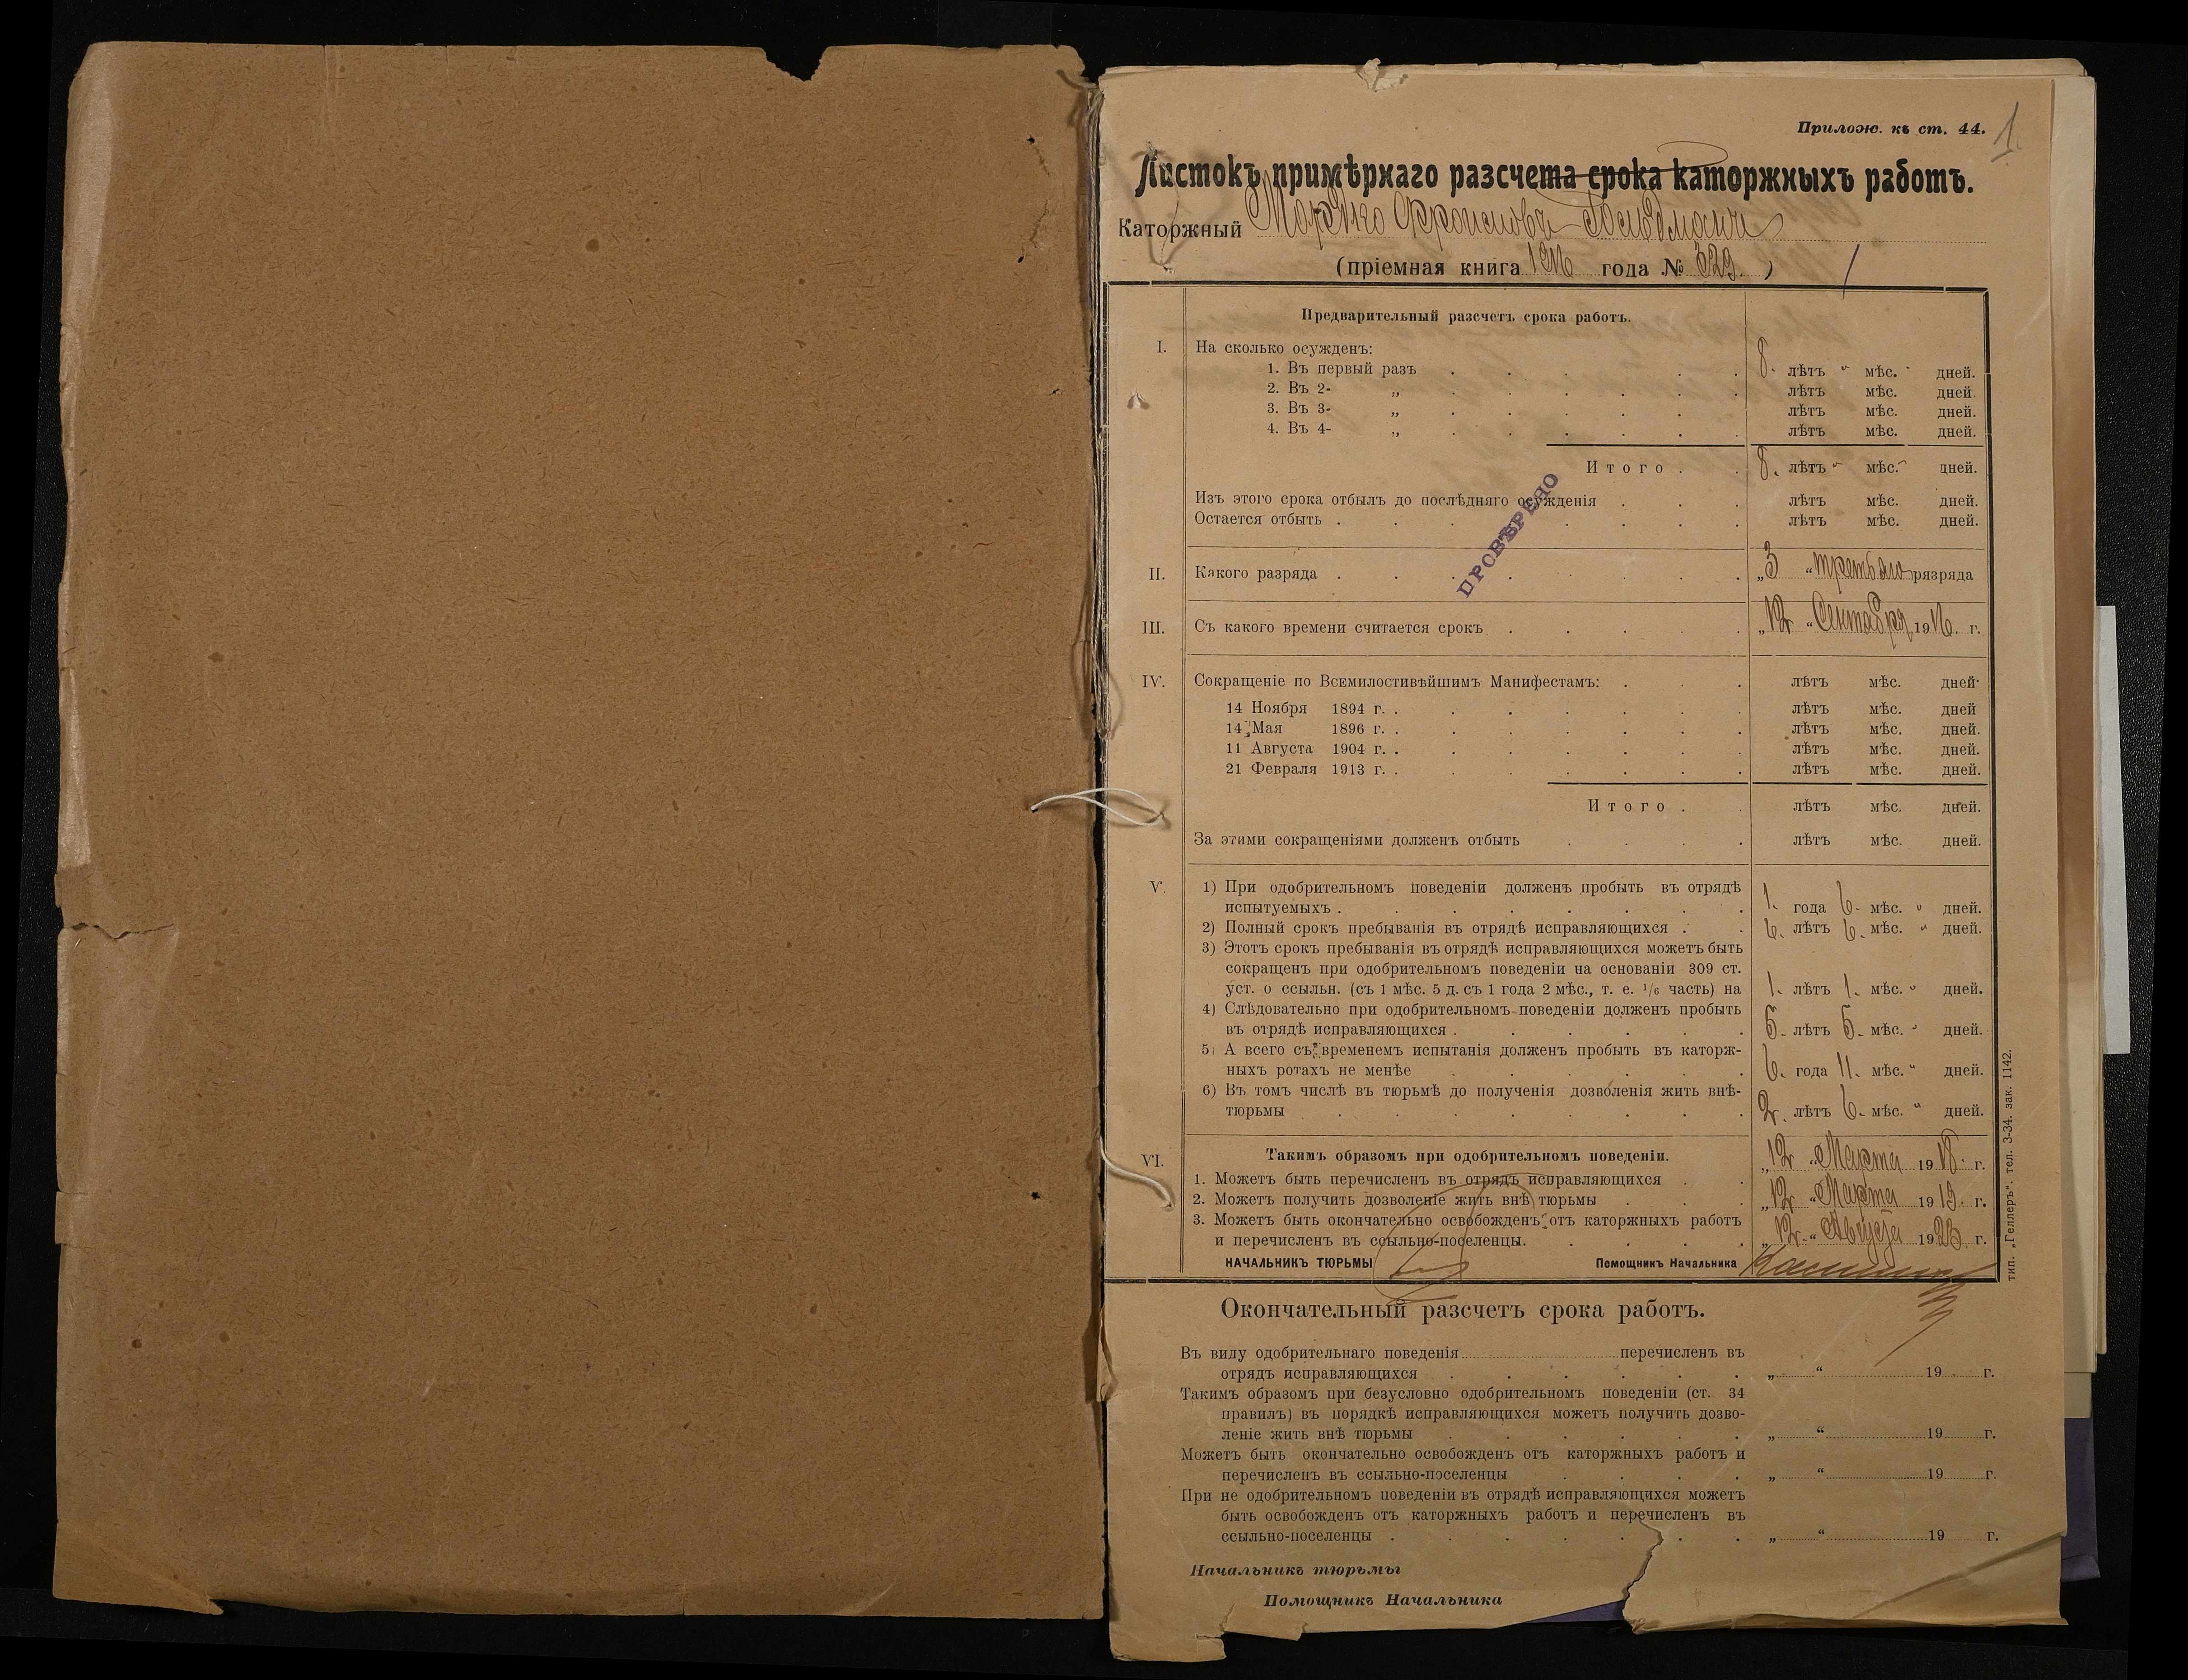 Прилож. къ ст. 44.
1
Листокъ примѣрнаго разсчета срока каторжныхъ работъ.
Каторжный Гольдманъ
(пріемная книга 1916 года № 329.)
Предварительный разсчетъ срока работъ.
I. На сколько осужденъ:
1. Въ первый разъ . . . 8. лѣтъ „ мѣс. „ дней.
2. Въ 2- „ . . . лѣтъ мѣс. дней.
3. Въ 3- „ . . . лѣтъ мѣс. дней.
4. Въ 4- „ . . . лѣтъ мѣс. дней.
Итого . . 8. лѣтъ „ мѣс. „ дней.
Изъ этого срока отбылъ до послѣдняго осужденія . . . лѣтъ мѣс. дней.
Остается отбыть . . . лѣтъ мѣс. дней.
ПРОВѢРЕНО
II. Какого разряда . . . „3 “ третьяго разряда
III. Съ какого времени считается срокъ . . . „12 “ Сентября 1916. г.
IV. Сокращеніе по Всемилостивѣйшимъ Манифестамъ: . . . лѣтъ мѣс. дней.
14 Ноября 1894 г. . . . лѣтъ мѣс. дней
14 Мая 1896 г. . . . лѣтъ мѣс. дней.
11 Августа 1904 г. . . . лѣтъ мѣс. дней.
21 Февраля 1913 г. . . . лѣтъ мѣс. дней.
Итого . . лѣтъ мѣс. дней.
За этими сокращеніями долженъ отбыть . . . лѣтъ мѣс. дней.
V. 1) При одобрительномъ поведеніи долженъ пробыть въ отрядѣ
испытуемыхъ . . . 1. года 6. мѣс. „ дней.
2) Полный срокъ пребыванія въ отрядѣ исправляющихся . . 6. лѣтъ 6. мѣс. „ дней.
3) Этотъ срокъ пребыванія въ отрядѣ исправляющихся можетъ быть
сокращенъ при одобрительномъ поведеніи на основаніи 309 ст.
уст. о ссыльн. (съ 1 мѣс. 5 д. съ 1 года 2 мѣс., т. е. 1/6 часть) на 1. лѣтъ 1. мѣс. „ дней.
4) Слѣдовательно при одобрительномъ поведеніи долженъ пробыть
въ отрядѣ исправляющихся . . . 5. лѣтъ 5. мѣс. „ дней.
5) А всего съ временемъ испытанія долженъ пробыть въ каторж-
ныхъ ротахъ не менѣе . . . 6. года 11. мѣс. „ дней.
6) Въ томъ числѣ въ тюрьмѣ до полученія дозволенія жить внѣ-
тюрьмы . . . 2. лѣтъ 6. мѣс. „ дней.
VI. Такимъ образомъ при одобрительномъ поведеніи.
1. Можетъ быть перечисленъ въ отрядъ исправляющихся . . „12 “ Марта 1918. г.
2. Можетъ получить дозволеніе жить внѣ тюрьмы . . . „12 “ Марта 1919. г.
3. Можетъ быть окончательно освобожденъ отъ каторжныхъ работъ
и перечисленъ въ ссыльно-поселенцы. . . . „12 “ Августа 1923. г.
НАЧАЛЬНИКЪ ТЮРЬМЫ Помощникъ Начальника
тип. „Геллеръ“. тел. 3-34. зак. 1142.
Окончательный разсчетъ срока работъ.
Въ виду одобрительнаго поведенія перечисленъ въ
отрядъ исправляющихся . . . „ “ 19 г.
Такимъ образомъ при безусловно одобрительномъ поведеніи (ст. 34
правилъ) въ порядкѣ исправляющихся можетъ получить дозво-
леніе жить внѣ тюрьмы . . . „ “ 19 г.
Можетъ быть окончательно освобожденъ отъ каторжныхъ работъ и
перечисленъ въ ссыльно-поселенцы . . . „ “ 19 г.
При не одобрительномъ поведеніи въ отрядѣ исправляющихся можетъ
быть освобожденъ отъ каторжныхъ работъ и перечисленъ въ
ссыльно-поселенцы . . . „ “ 19 г.
Начальникъ тюрьмы
Помощникъ Начальника